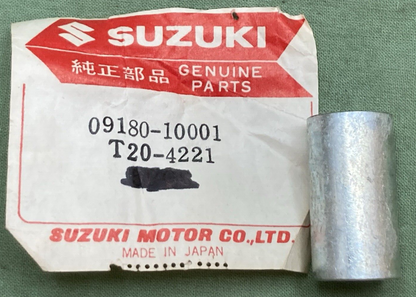 SUZUKI
純正部品 GENUINE PARTS
09180-10001
T20-4221
SUZUKI MOTOR CO.,LTD.
MADE IN JAPAN